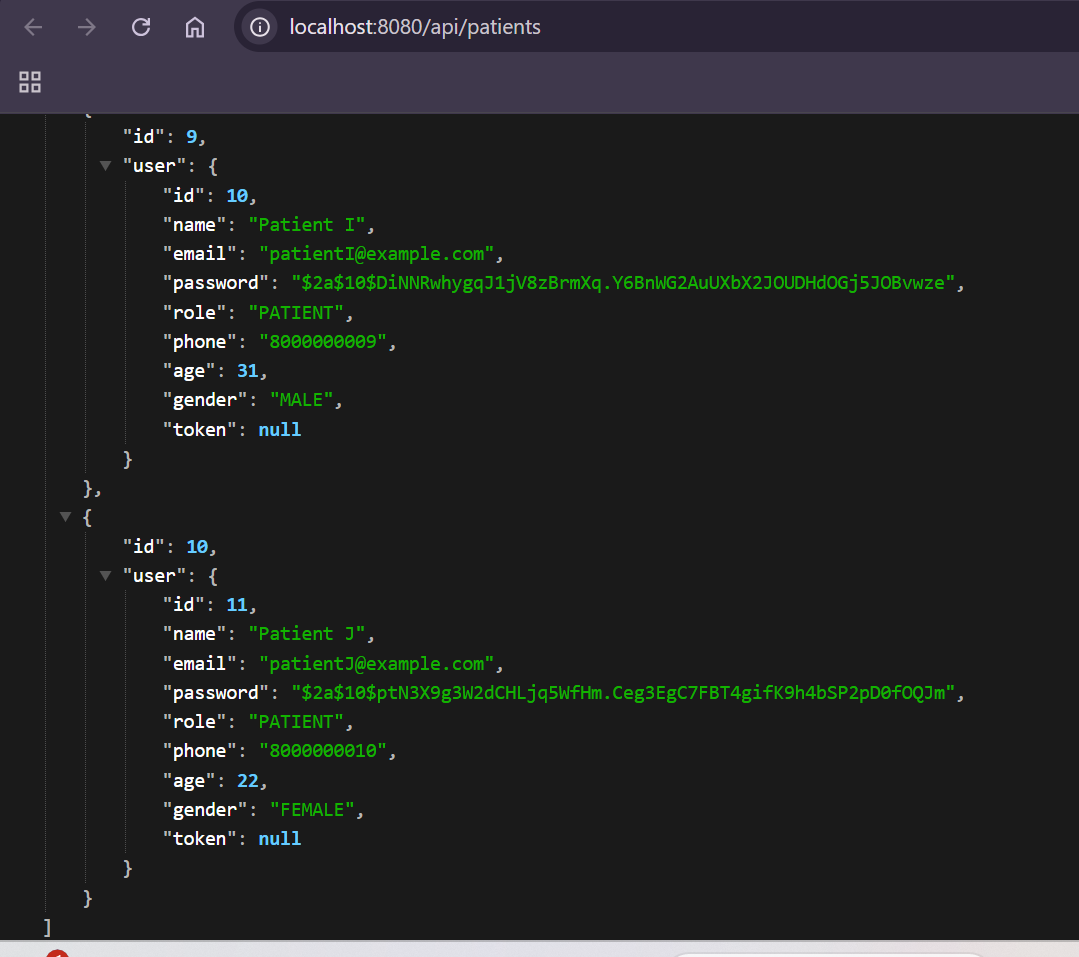 localhost:8080/api/patients
{
"id": 9,
"user": {
"id": 10,
"name": "Patient I",
"email": "patientI@example.com",
"password": "$2a$10$DiNNRwhygqJ1jV8zBrmXq.Y6BnWG2AuUXbX2JOUDHdOGj5JOBvwze",
"role": "PATIENT",
"phone": "8000000009",
"age": 31,
"gender": "MALE",
"token": null
}
},
{
"id": 10,
"user": {
"id": 11,
"name": "Patient J",
"email": "patientJ@example.com",
"password": "$2a$10$ptN3X9g3W2dCHLjq5WfHm.Ceg3EgC7FBT4gifK9h4bSP2pD0fOQJm",
"role": "PATIENT",
"phone": "8000000010",
"age": 22,
"gender": "FEMALE",
"token": null
}
}
]